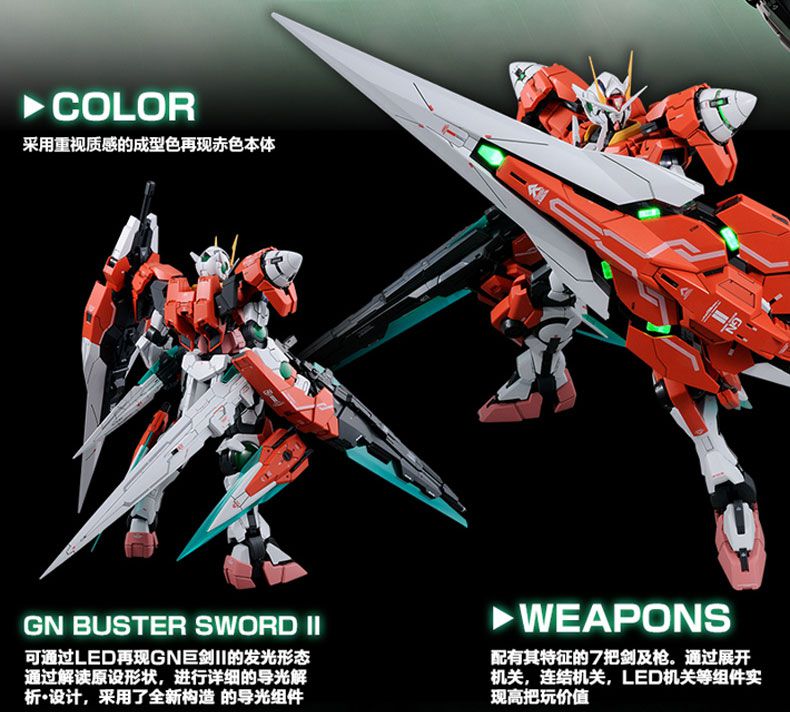 COLOR
采用重视质感的成型色再现赤色本体
GN BUSTER SWORD II
可通过LED再现GN巨剑II的发光形态
通过解读原设形状，进行详细的导光解
析•设计，采用了全新构造 的导光组件
WEAPONS
配有其特征的7把剑及枪。通过展开
机关，连结机关，LED机关等组件实
现高把玩价值